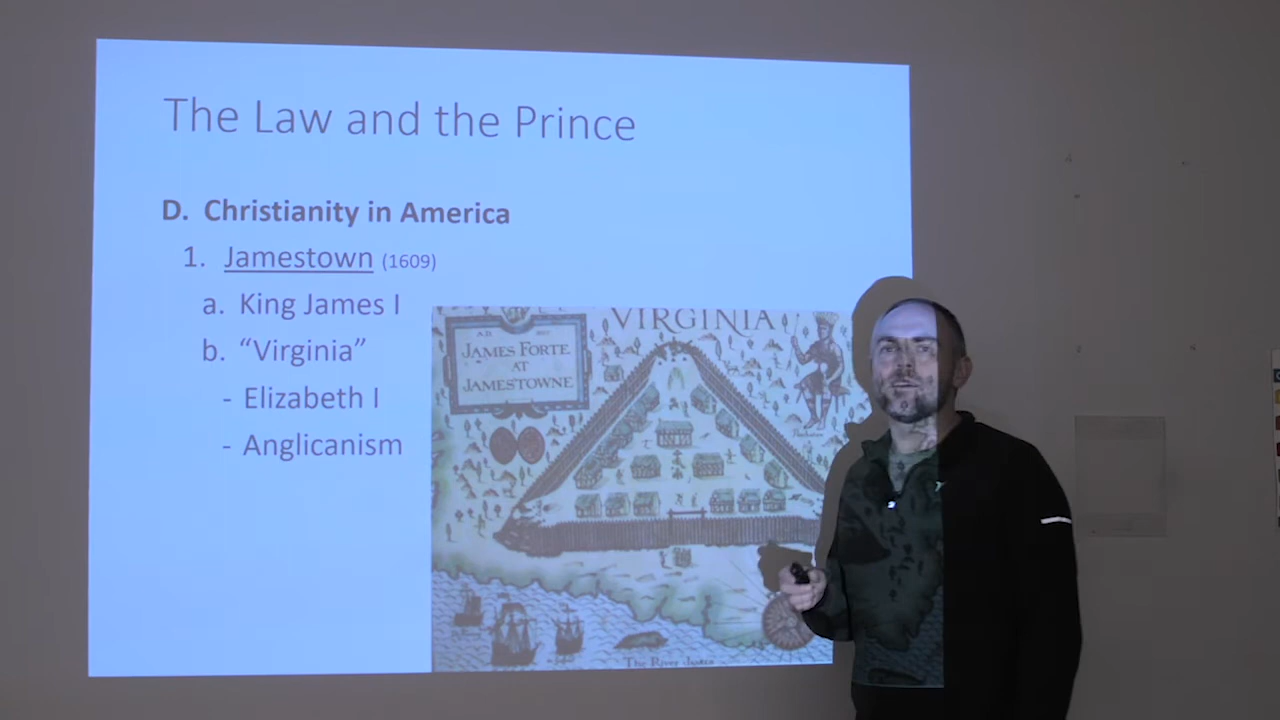 The Law and the Prince
D. Christianity in America
1. Jamestown (1609)
a. King James I
b. “Virginia”
- Elizabeth I
- Anglicanism
VIRGINIA
JAMES FORTE
AT
JAMESTOWNE
The River